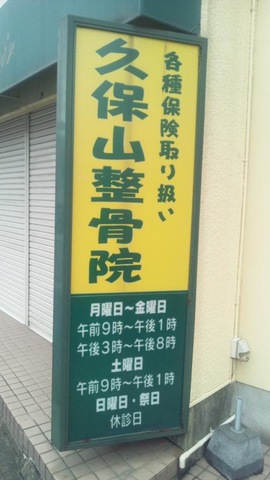 各種保険取り扱い
久保山整骨院
月曜日～金曜日
午前9時～午後1時
午後3時～午後8時
土曜日
午前9時～午後1時
日曜日・祭日
休診日